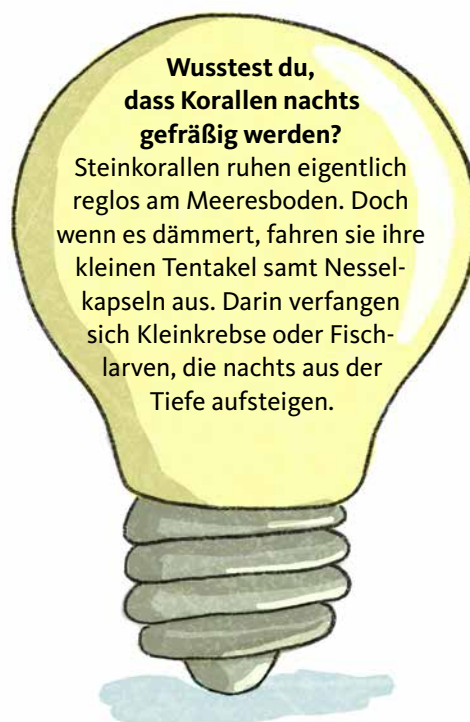 Wusstest du,
dass Korallen nachts
gefräßig werden?
Steinkorallen ruhen eigentlich
reglos am Meeresboden. Doch
wenn es dämmert, fahren sie ihre
kleinen Tentakel samt Nessel-
kapseln aus. Darin verfangen
sich Kleinkrebse oder Fisch-
larven, die nachts aus der
Tiefe aufsteigen.